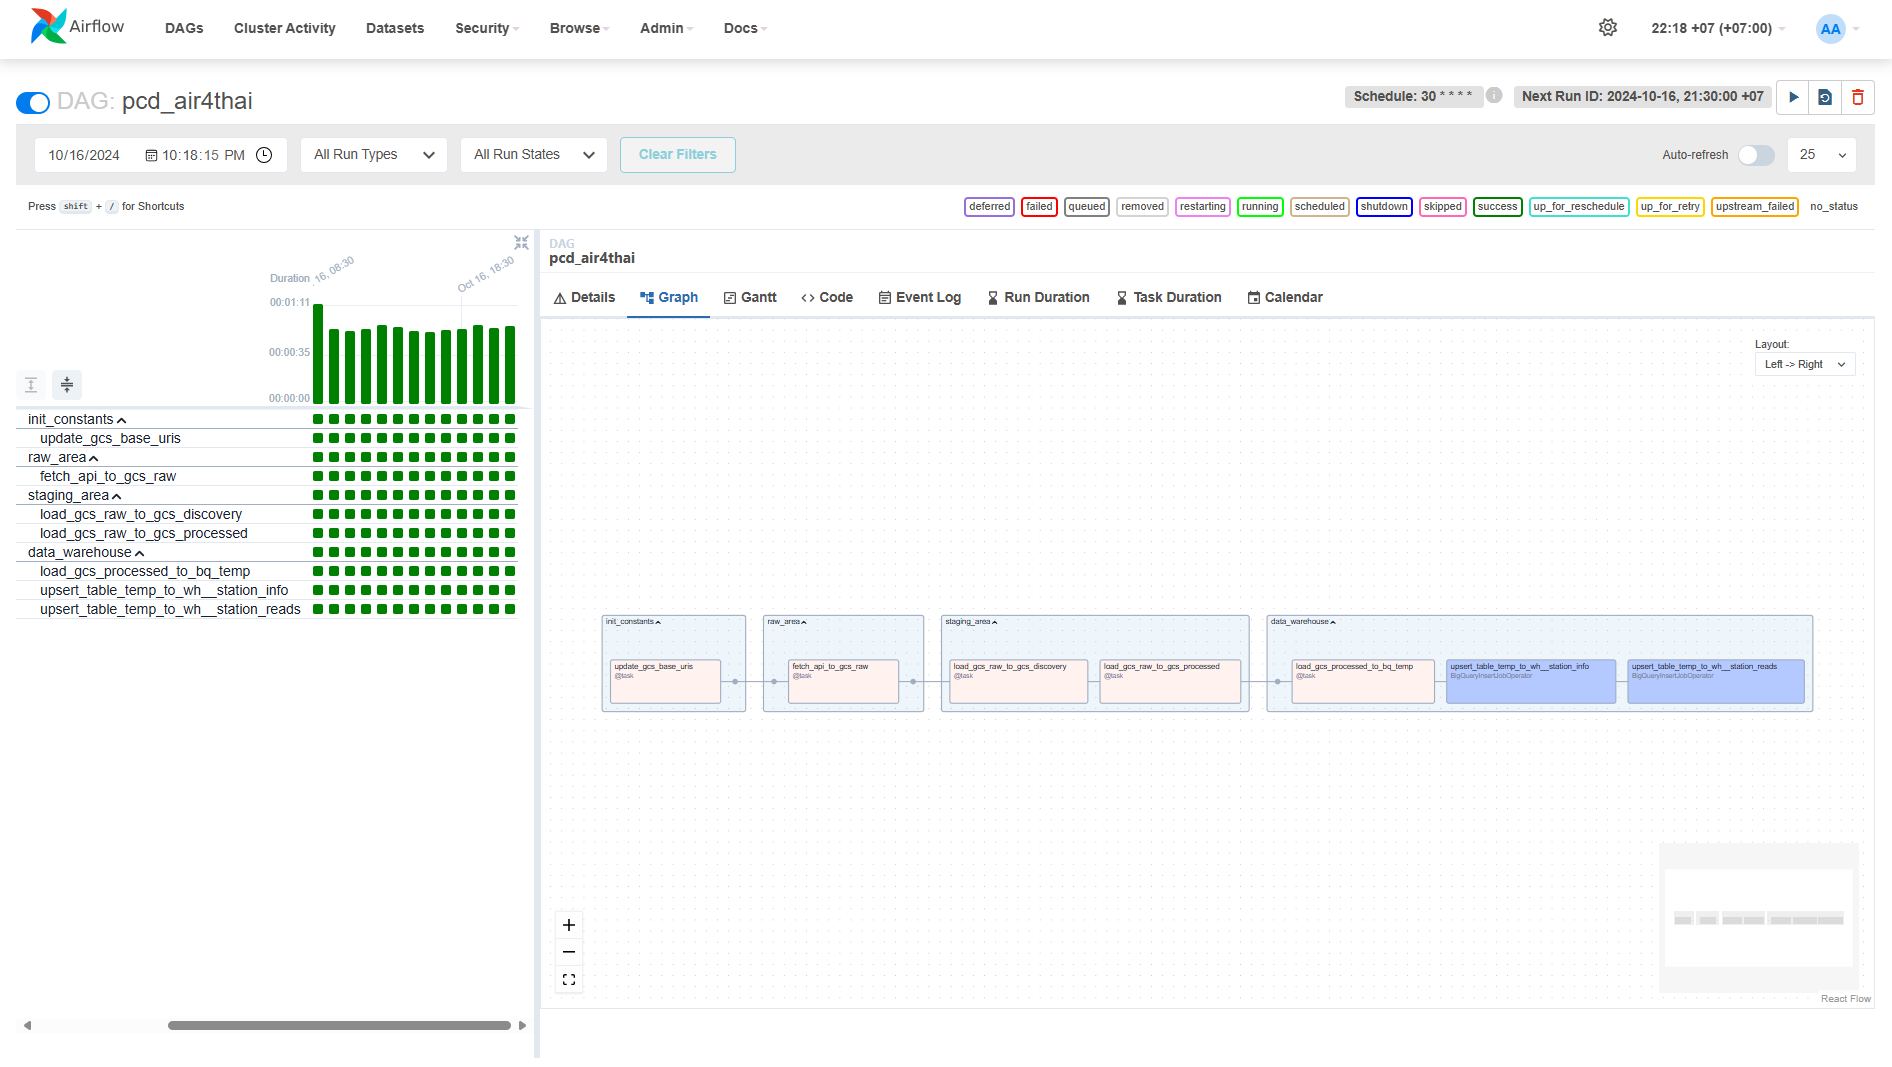 Airflow
DAGs
Cluster Activity
Datasets
Security
Browse
Admin
Docs
22:18 +07 (+07:00)
AA
DAG: pcd_air4thai
Schedule: 30 * * * *
i
Next Run ID: 2024-10-16, 21:30:00 +07
10/16/2024 10:18:15 PM
All Run Types
All Run States
Clear Filters
Auto-refresh
25
Press shift + / for Shortcuts
deferred
failed
queued
removed
restarting
running
scheduled
shutdown
skipped
success
up_for_reschedule
up_for_retry
upstream_failed
no_status
Duration
16, 08:30
Oct 16, 18:30
00:01:11
00:00:35
00:00:00
init_constants
update_gcs_base_uris
raw_area
fetch_api_to_gcs_raw
staging_area
load_gcs_raw_to_gcs_discovery
load_gcs_raw_to_gcs_processed
data_warehouse
load_gcs_processed_to_bq_temp
upsert_table_temp_to_wh__station_info
upsert_table_temp_to_wh__station_reads
DAG
pcd_air4thai
Details
Graph
Gantt
Code
Event Log
Run Duration
Task Duration
Calendar
Layout:
Left -> Right
init_constants
update_gcs_base_uris
@task
raw_area
fetch_api_to_gcs_raw
@task
staging_area
load_gcs_raw_to_gcs_discovery
@task
load_gcs_raw_to_gcs_processed
@task
data_warehouse
load_gcs_processed_to_bq_temp
@task
upsert_table_temp_to_wh__station_info
BigQueryInsertJobOperator
upsert_table_temp_to_wh__station_reads
BigQueryInsertJobOperator
React Flow